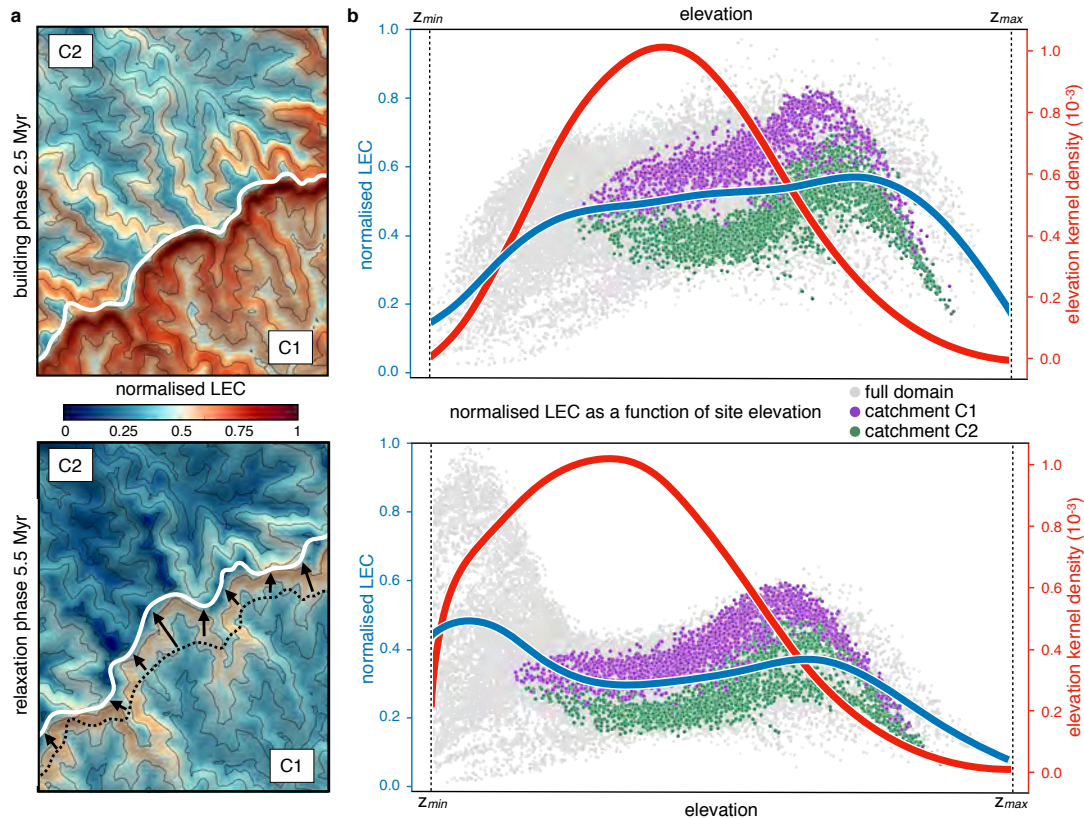 a
C2
C1
building phase 2.5 Myr
normalised LEC
0 0.25 0.5 0.75 1
C2
C1
relaxation phase 5.5 Myr
b
elevation
z_min z_max
1.0
0.8
0.6
0.4
0.2
0.0
normalised LEC
1.0
0.8
0.6
0.4
0.2
0.0
elevation kernel density (10⁻³)
normalised LEC as a function of site elevation
full domain
catchment C1
catchment C2
1.0
0.8
0.6
0.4
0.2
0.0
normalised LEC
1.0
0.8
0.6
0.4
0.2
0.0
elevation kernel density (10⁻³)
z_min z_max
elevation